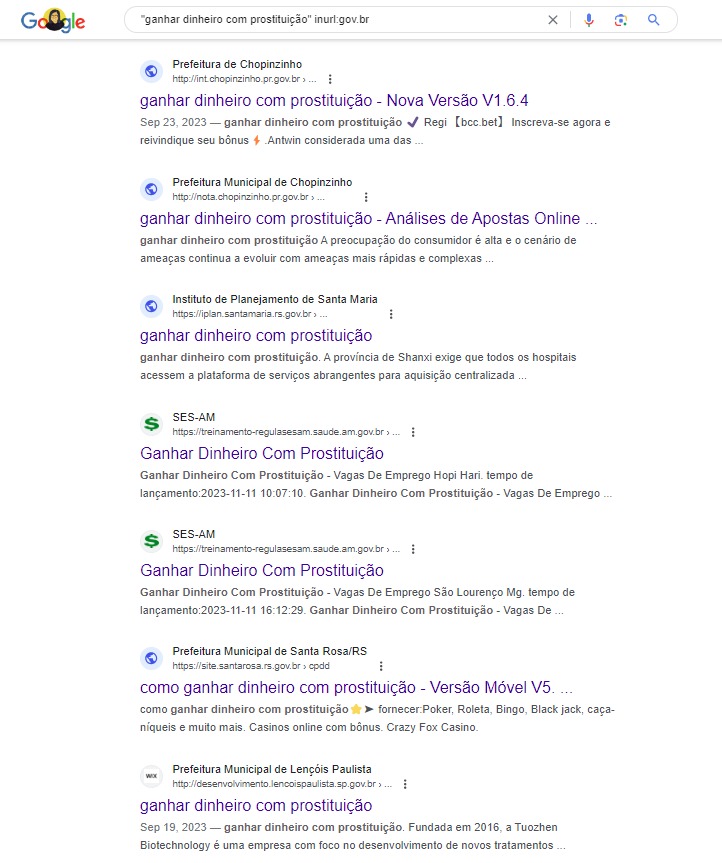 Google
"ganhar dinheiro com prostituição" inurl:gov.br
Prefeitura de Chopinzinho
http://int.chopinzinho.pr.gov.br › ...
ganhar dinheiro com prostituição - Nova Versão V1.6.4
Sep 23, 2023 — ganhar dinheiro com prostituição ✔ Regi 【bcc.bet】 Inscreva-se agora e
reivindique seu bônus ⚡ .Antwin considerada uma das ...
Prefeitura Municipal de Chopinzinho
http://nota.chopinzinho.pr.gov.br › ...
ganhar dinheiro com prostituição - Análises de Apostas Online ...
ganhar dinheiro com prostituição A preocupação do consumidor é alta e o cenário de
ameaças continua a evoluir com ameaças mais rápidas e complexas ...
Instituto de Planejamento de Santa Maria
https://iplan.santamaria.rs.gov.br › ...
ganhar dinheiro com prostituição
ganhar dinheiro com prostituição. A província de Shanxi exige que todos os hospitais
acessem a plataforma de serviços abrangentes para aquisição centralizada ...
SES-AM
https://treinamento-regulasesam.saude.am.gov.br › ...
Ganhar Dinheiro Com Prostituição
Ganhar Dinheiro Com Prostituição - Vagas De Emprego Hopi Hari. tempo de
lançamento:2023-11-11 10:07:10. Ganhar Dinheiro Com Prostituição - Vagas De Emprego ...
SES-AM
https://treinamento-regulasesam.saude.am.gov.br › ...
Ganhar Dinheiro Com Prostituição
Ganhar Dinheiro Com Prostituição - Vagas De Emprego São Lourenço Mg. tempo de
lançamento:2023-11-11 16:12:29. Ganhar Dinheiro Com Prostituição - Vagas De ...
Prefeitura Municipal de Santa Rosa/RS
https://site.santarosa.rs.gov.br › cpdd
como ganhar dinheiro com prostituição - Versão Móvel V5. ...
como ganhar dinheiro com prostituição⭐➤ fornecer:Poker, Roleta, Bingo, Black jack, caça-
níqueis e muito mais. Casinos online com bônus. Crazy Fox Casino.
WiX
Prefeitura Municipal de Lençóis Paulista
http://desenvolvimento.lencoispaulista.sp.gov.br › ...
ganhar dinheiro com prostituição
Sep 19, 2023 — ganhar dinheiro com prostituição. Fundada em 2016, a Tuozhen
Biotechnology é uma empresa com foco no desenvolvimento de novos tratamentos ...